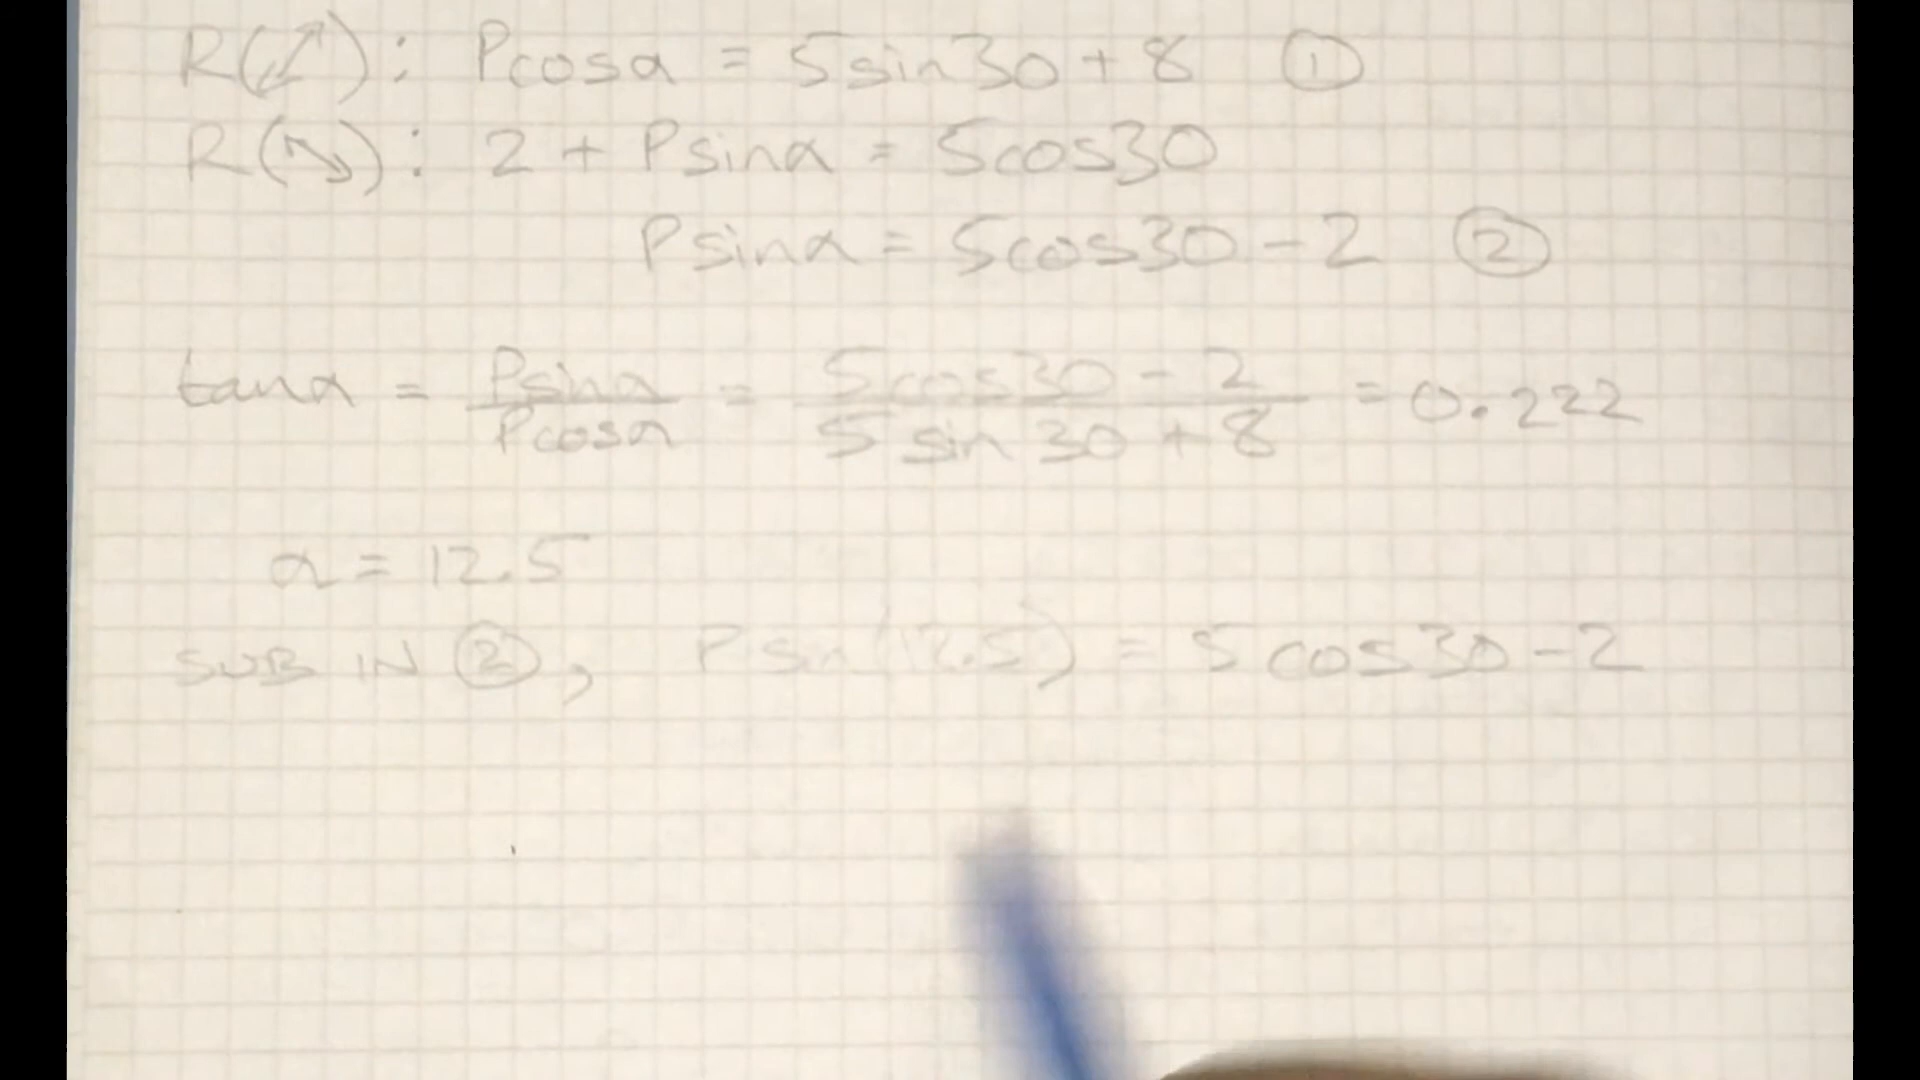 R(↗): Pcosα = 5sin30 + 8 ①
R(↘): 2 + Psinα = 5cos30
Psinα = 5cos30 - 2 ②
tanα = Psinα/Pcosα = (5cos30 - 2)/(5sin30 + 8) = 0.222
α = 12.5
SUB IN ②, Psin(12.5) = 5cos30 - 2